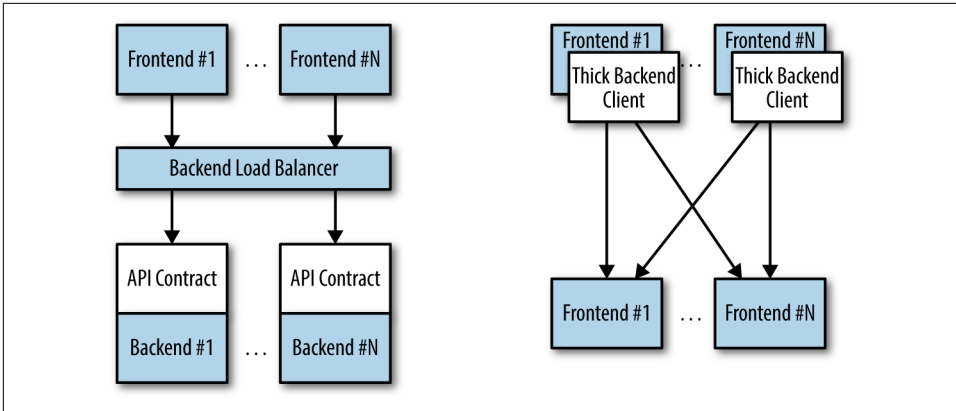 Frontend #1
...
Frontend #N
Backend Load Balancer
API Contract
API Contract
Backend #1
...
Backend #N
Frontend #1
...
Frontend #N
Thick Backend
Client
Thick Backend
Client
Frontend #1
...
Frontend #N